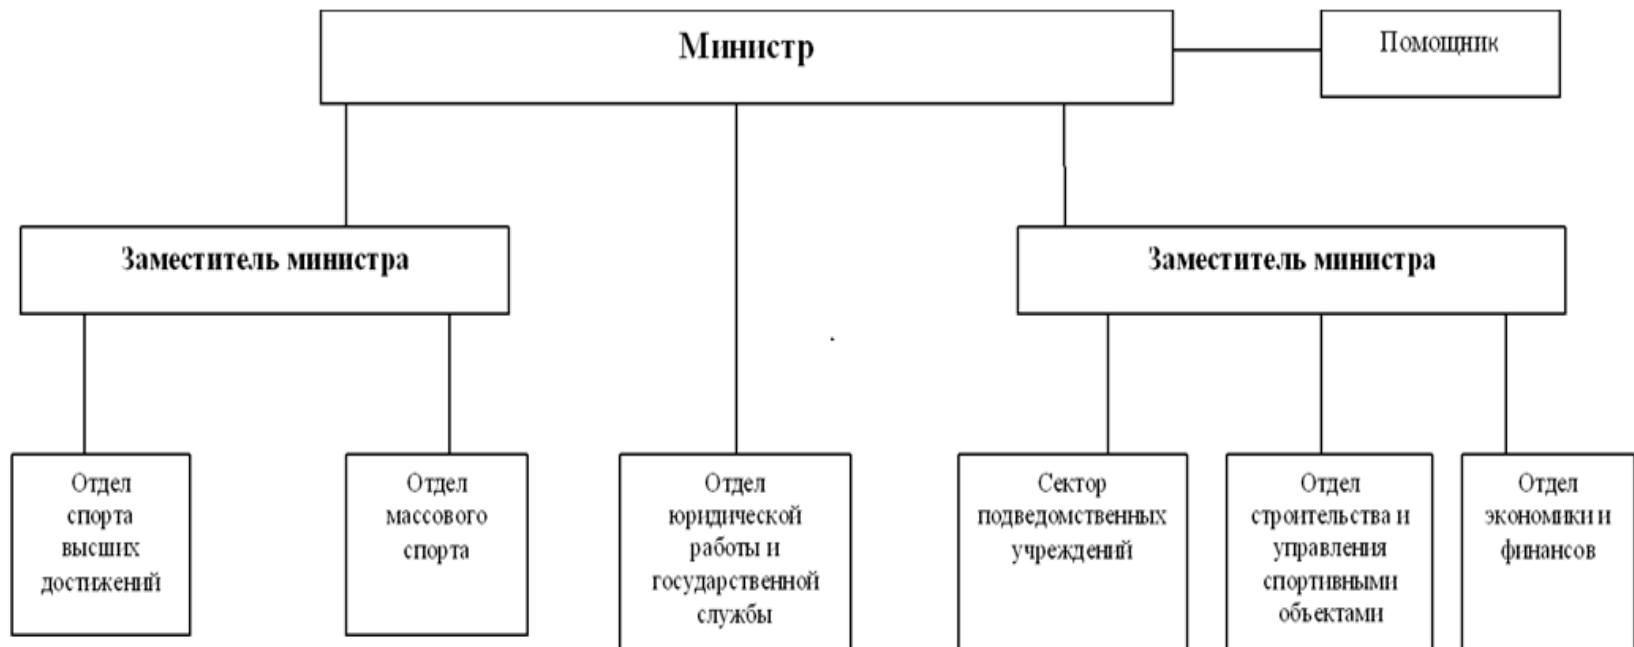 Министр
Помощник
Заместитель министра
Заместитель министра
Отдел
спорта
высших
достижений
Отдел
массового
спорта
Отдел
юридической
работы и
государственной
службы
Сектор
подведомственных
учреждений
Отдел
строительства и
управления
спортивными
объектами
Отдел
экономики и
финансов